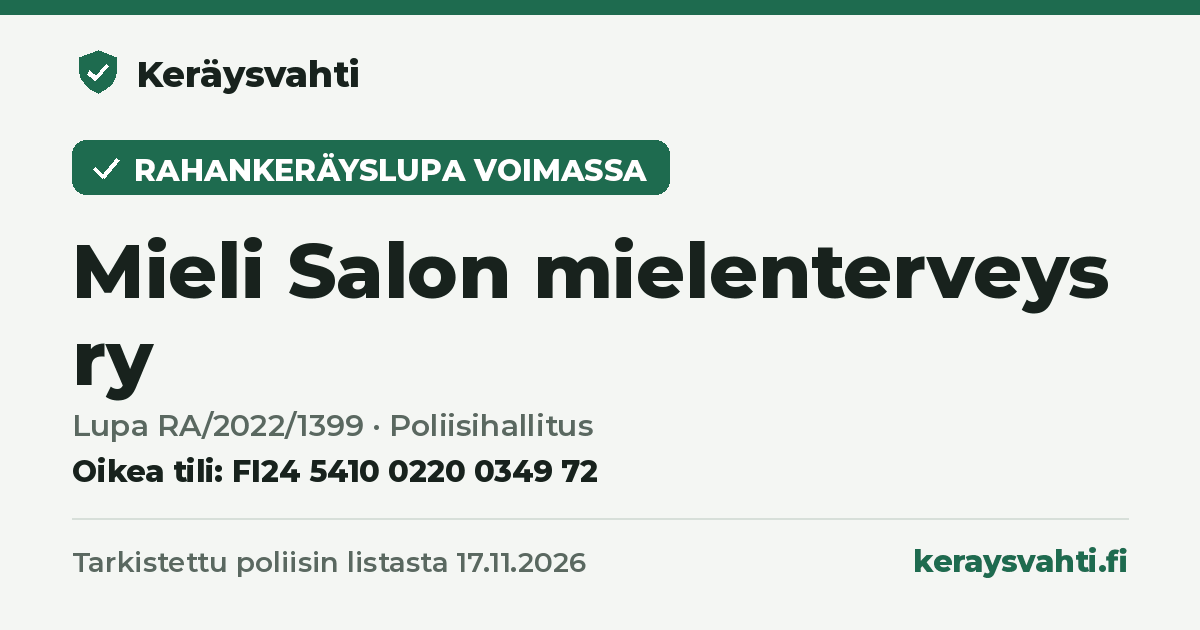 Keräysvahti
RAHANKERÄYSLUPA VOIMASSA
Mieli Salon mielenterveys
ry
Lupa RA/2022/1399 · Poliisihallitus
Oikea tili: FI24 5410 0220 0349 72
Tarkistettu poliisin listasta 17.11.2026
keraysvahti.fi